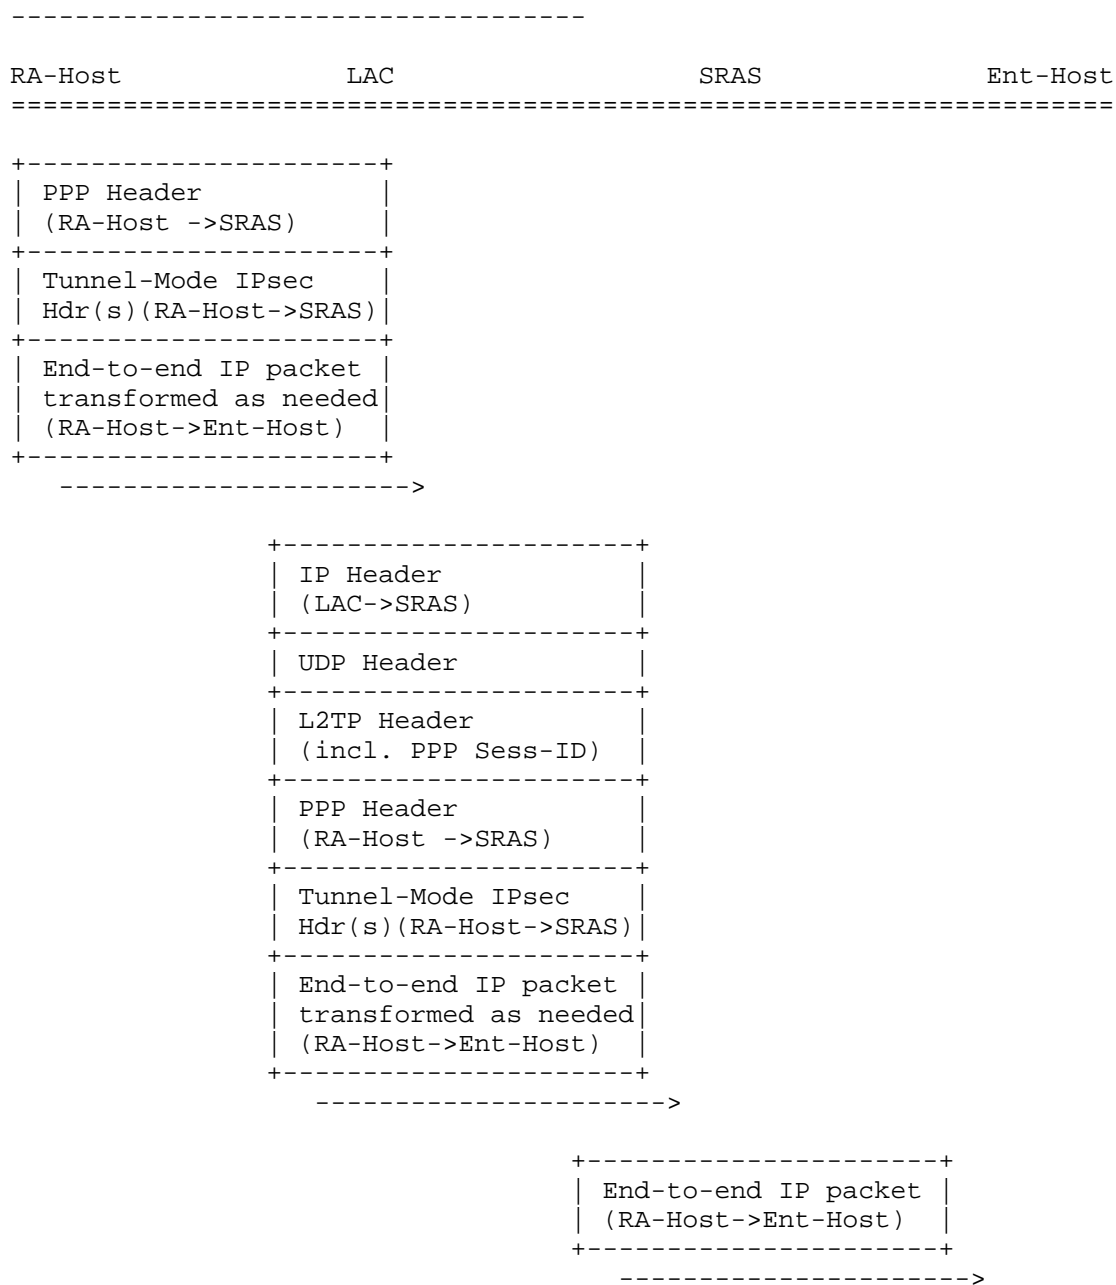 ------------------------------------
RA-Host              LAC                   SRAS              Ent-Host
=====================================================================
+----------------------+
| PPP Header           |
| (RA-Host ->SRAS)     |
+----------------------+
| Tunnel-Mode IPsec    |
| Hdr(s)(RA-Host->SRAS)|
+----------------------+
| End-to-end IP packet |
| transformed as needed|
| (RA-Host->Ent-Host)  |
+----------------------+
   ---------------------->
                +----------------------+
                | IP Header            |
                | (LAC->SRAS)          |
                +----------------------+
                | UDP Header           |
                +----------------------+
                | L2TP Header          |
                | (incl. PPP Sess-ID)  |
                +----------------------+
                | PPP Header           |
                | (RA-Host ->SRAS)     |
                +----------------------+
                | Tunnel-Mode IPsec    |
                | Hdr(s)(RA-Host->SRAS)|
                +----------------------+
                | End-to-end IP packet |
                | transformed as needed|
                | (RA-Host->Ent-Host)  |
                +----------------------+
                   ---------------------->
                                   +----------------------+
                                   | End-to-end IP packet |
                                   | (RA-Host->Ent-Host)  |
                                   +----------------------+
                                      ---------------------->